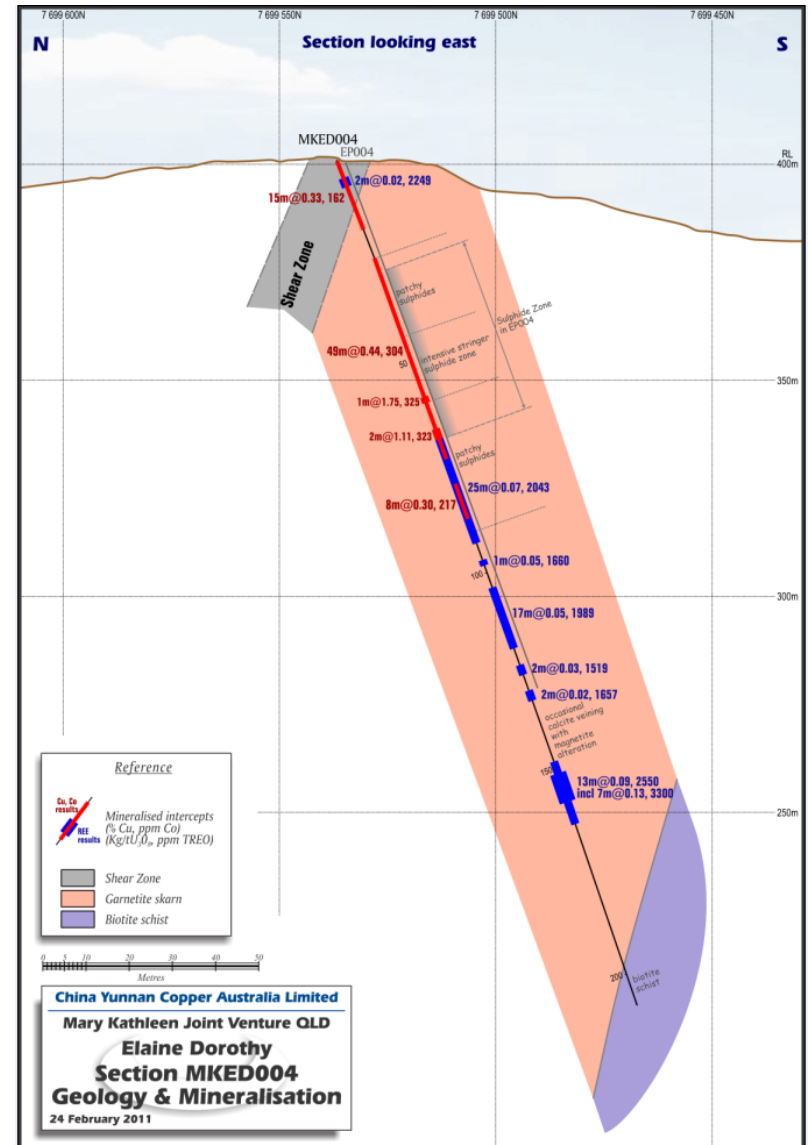 7 699 600N
7 699 550N
7 699 500N
7 699 450N
N
Section looking east
S
MKED004
EP004
RL
400m
2m@0.02, 2249
15m@0.33, 162
Shear Zone
patchy
sulphides
Sulphide Zone
in EP004
49m@0.44, 304
50
intensive stringer
sulphide zone
350m
1m@1.75, 325
2m@1.11, 323
patchy
sulphides
25m@0.07, 2043
8m@0.30, 217
1m@0.05, 1660
100
300m
17m@0.05, 1989
2m@0.03, 1519
2m@0.02, 1657
occasional
calcite veining
with
magnetite
alteration
150
13m@0.09, 2550
incl 7m@0.13, 3300
250m
200
biotite
schist
Reference
Cu, Co
results
REE
results
Mineralised intercepts
(% Cu, ppm Co)
(Kg/tU₃O₈, ppm TREO)
Shear Zone
Garnetite skarn
Biotite schist
0 5 10 20 30 40 50
Metres
China Yunnan Copper Australia Limited
Mary Kathleen Joint Venture QLD
Elaine Dorothy
Section MKED004
Geology & Mineralisation
24 February 2011